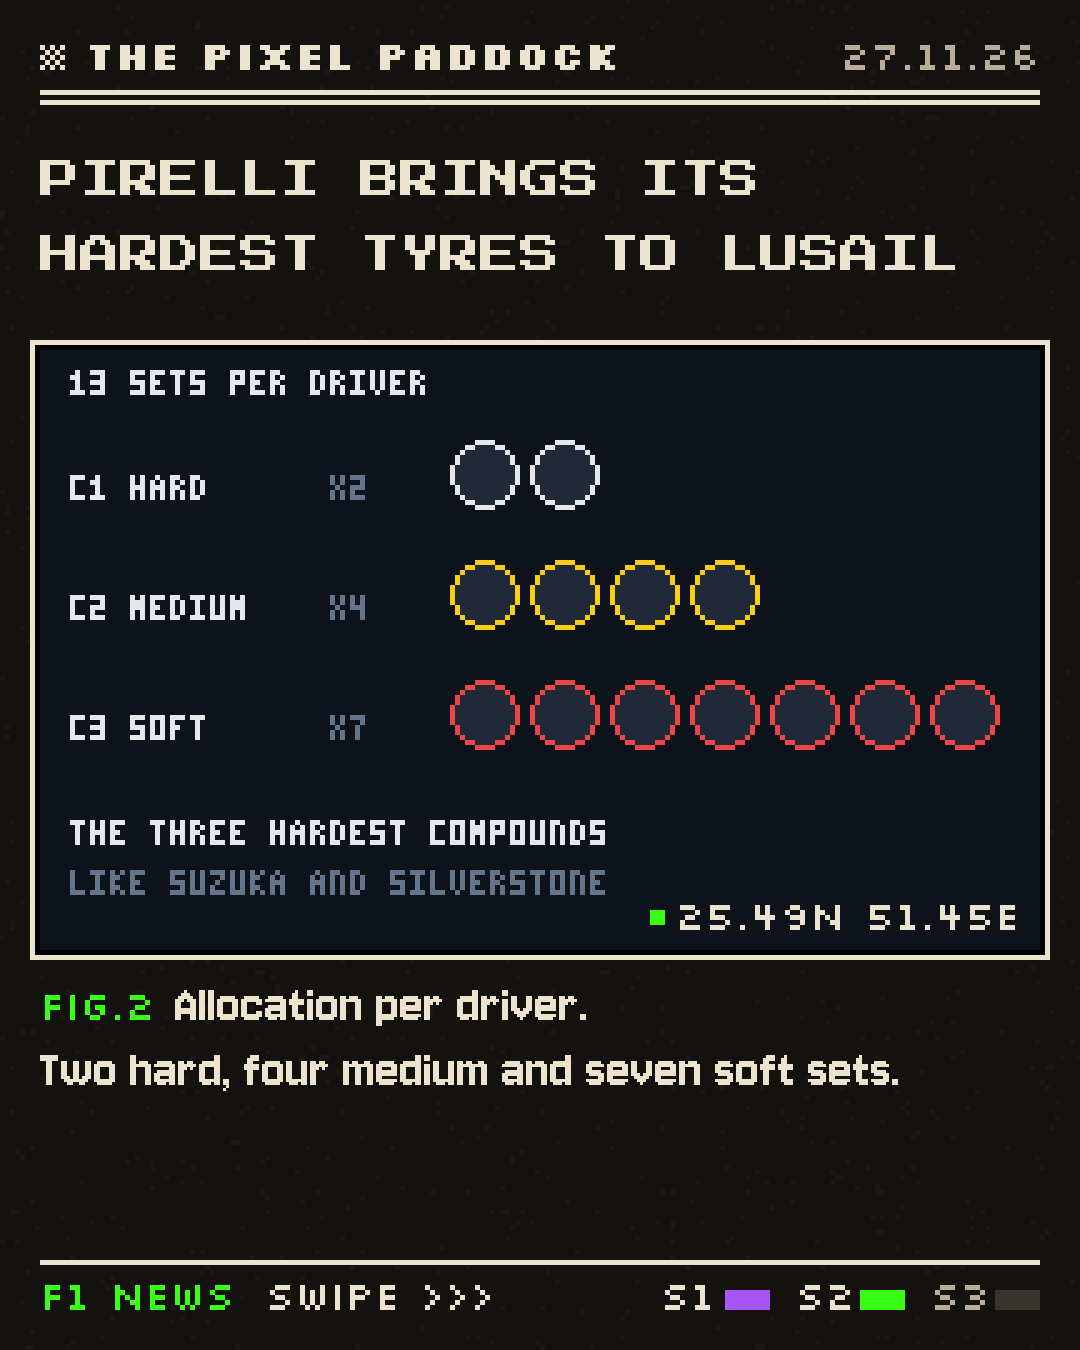 THE PIXEL PADDOCK 27.11.26
PIRELLI BRINGS ITS
HARDEST TYRES TO LUSAIL
13 SETS PER DRIVER
C1 HARD X2
C2 MEDIUM X4
C3 SOFT X7
THE THREE HARDEST COMPOUNDS
LIKE SUZUKA AND SILVERSTONE
25.49N 51.45E
FIG.2 Allocation per driver.
Two hard, four medium and seven soft sets.
F1 NEWS SWIPE >>> S1 S2 S3